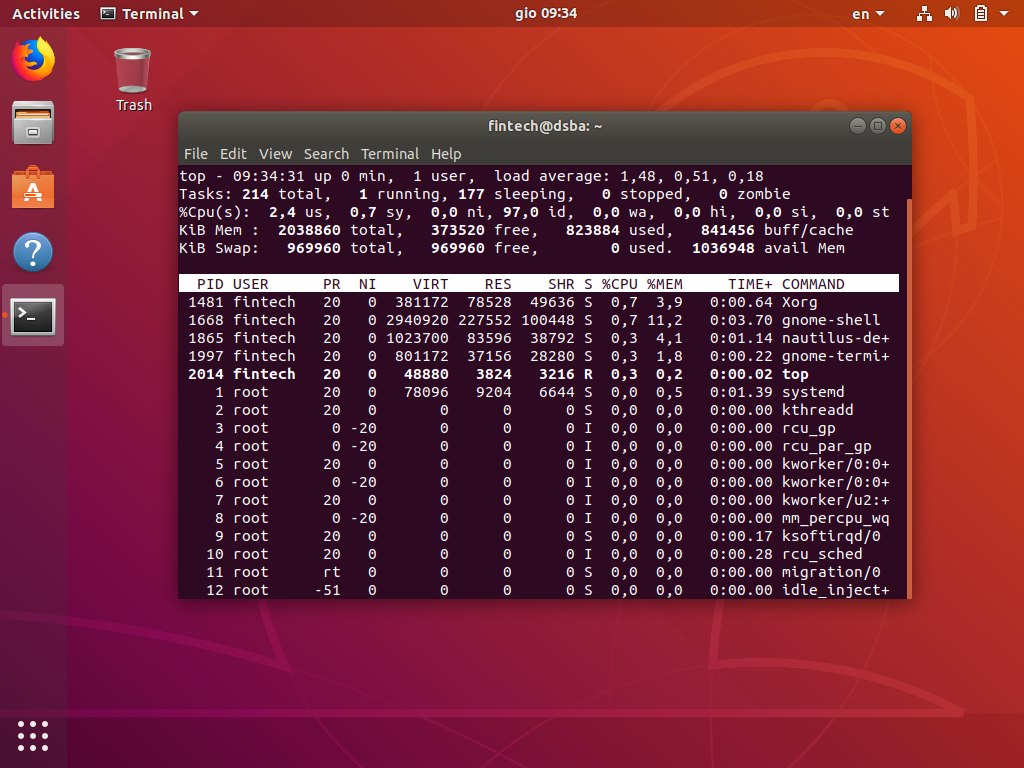 Activities Terminal gio 09:34 en
Trash
fintech@dsba: ~
File Edit View Search Terminal Help
top - 09:34:31 up 0 min,  1 user,  load average: 1,48, 0,51, 0,18
Tasks: 214 total,   1 running, 177 sleeping,   0 stopped,   0 zombie
%Cpu(s):  2,4 us,  0,7 sy,  0,0 ni, 97,0 id,  0,0 wa,  0,0 hi,  0,0 si,  0,0 st
KiB Mem :  2038860 total,   373520 free,   823884 used,   841456 buff/cache
KiB Swap:   969960 total,   969960 free,        0 used.  1036948 avail Mem
PID USER      PR  NI    VIRT    RES    SHR S %CPU %MEM     TIME+ COMMAND
1481 fintech   20   0  381172  78528  49636 S  0,7  3,9   0:00.64 Xorg
1668 fintech   20   0 2940920 227552 100448 S  0,7 11,2   0:03.70 gnome-shell
1865 fintech   20   0 1023700  83596  38792 S  0,3  4,1   0:01.14 nautilus-de+
1997 fintech   20   0  801172  37156  28280 S  0,3  1,8   0:00.22 gnome-termi+
2014 fintech   20   0   48880   3824   3216 R  0,3  0,2   0:00.02 top
1 root      20   0   78096   9204   6644 S  0,0  0,5   0:01.39 systemd
2 root      20   0       0      0      0 S  0,0  0,0   0:00.00 kthreadd
3 root       0 -20       0      0      0 I  0,0  0,0   0:00.00 rcu_gp
4 root       0 -20       0      0      0 I  0,0  0,0   0:00.00 rcu_par_gp
5 root      20   0       0      0      0 I  0,0  0,0   0:00.00 kworker/0:0+
6 root       0 -20       0      0      0 I  0,0  0,0   0:00.00 kworker/0:0+
7 root      20   0       0      0      0 I  0,0  0,0   0:00.00 kworker/u2:+
8 root       0 -20       0      0      0 I  0,0  0,0   0:00.00 mm_percpu_wq
9 root      20   0       0      0      0 S  0,0  0,0   0:00.17 ksoftirqd/0
10 root      20   0       0      0      0 I  0,0  0,0   0:00.28 rcu_sched
11 root      rt   0       0      0      0 S  0,0  0,0   0:00.00 migration/0
12 root     -51   0       0      0      0 S  0,0  0,0   0:00.00 idle_inject+